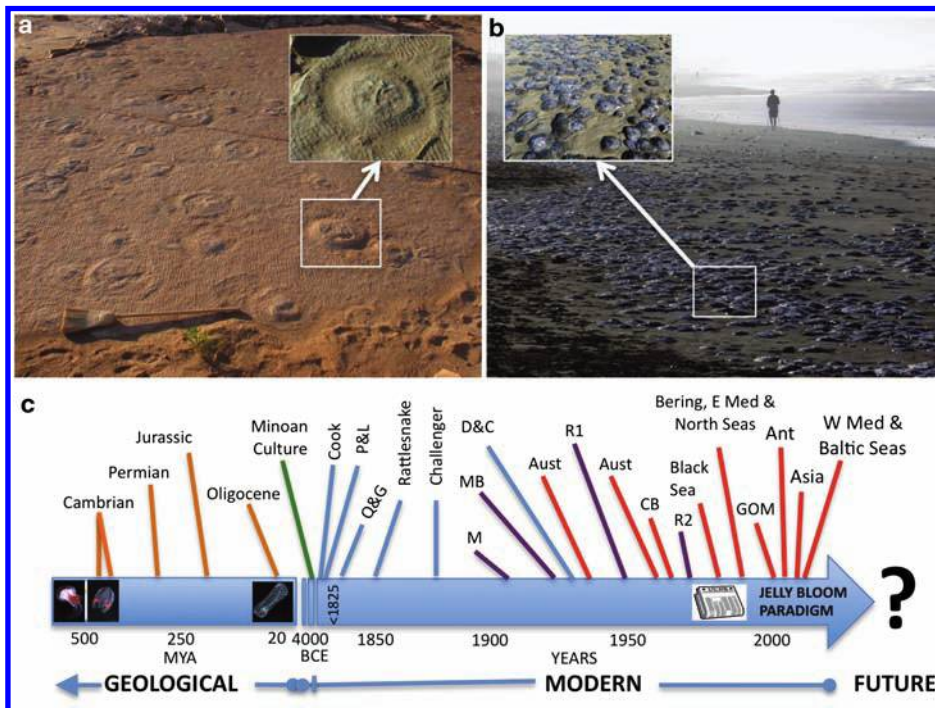 a
b
c
Cambrian
Permian
Jurassic
Oligocene
Minoan
Culture
Cook
P&L
Q&G
Rattlesnake
Challenger
D&C
MB
M
Aust
R1
Aust
CB
R2
Black
Sea
Bering, E Med &
North Seas
GOM
Ant
Asia
W Med &
Baltic Seas
<1825
JELLY BLOOM
PARADIGM
?
500
250
20
4000
1850
1900
1950
2000
MYA
BCE
YEARS
GEOLOGICAL
MODERN
FUTURE